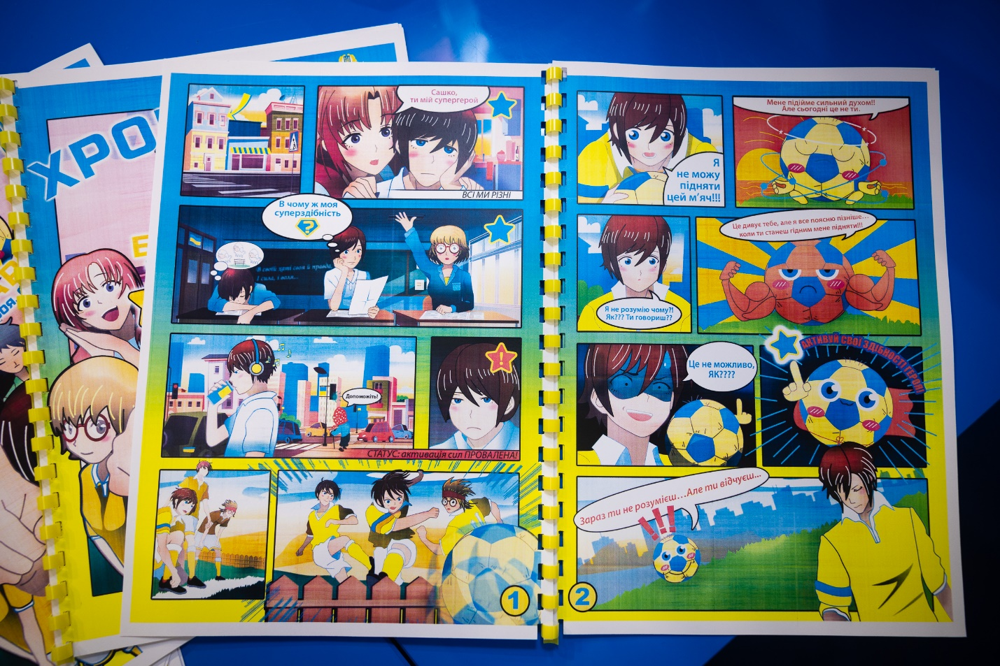 ХРО
Сашко,
ти мій супергерой
ВСІ МИ РІЗНІ
В чому ж моя
суперздібність
?
В своїй хаті своя й правда,
І сила, і воля...
Допоможіть!
!
СТАТУС: активація сил ПРОВАЛЕНА!
1
Я
не можу
підняти
цей м'яч!!!
Мене підійме сильний духом!!
Але сьогодні це не ти.
Я не розумію чому?!
Як??? Ти говориш??
Це дивує тебе, але я все поясню пізніше...
коли ти станеш гідним мене підняти!!!
Це не можливо,
ЯК????
АКТИВУЙ СВОЇ ЗДІБНОСТІ ГЕРОЮ
Зараз ти не розумієш...Але ти відчуєш...
!!!
2